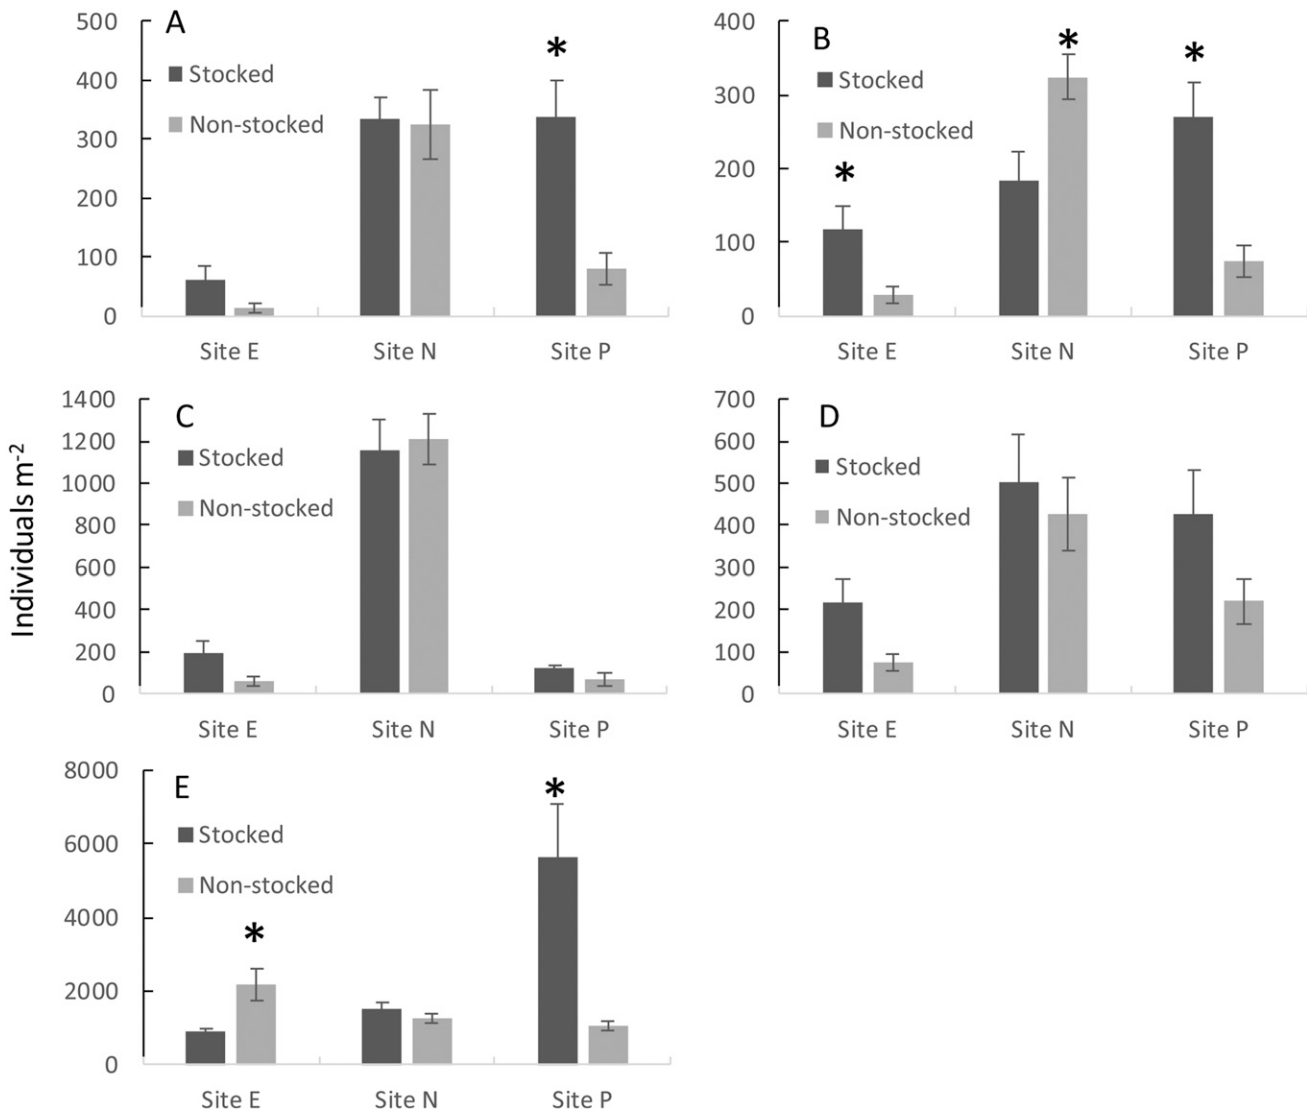 A
500
400
300
200
100
0
Stocked
Non-stocked
*
Site E
Site N
Site P
B
400
300
200
100
0
Stocked
Non-stocked
*
*
*
Site E
Site N
Site P
Individuals m-2
C
1400
1200
1000
800
600
400
200
0
Stocked
Non-stocked
Site E
Site N
Site P
D
700
600
500
400
300
200
100
0
Stocked
Non-stocked
Site E
Site N
Site P
E
8000
6000
4000
2000
0
Stocked
Non-stocked
*
*
Site E
Site N
Site P